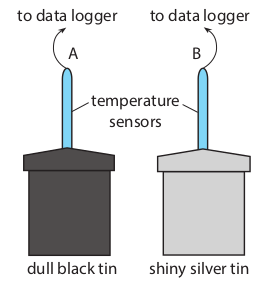 to data logger to data logger
A B
temperature
sensors
dull black tin shiny silver tin